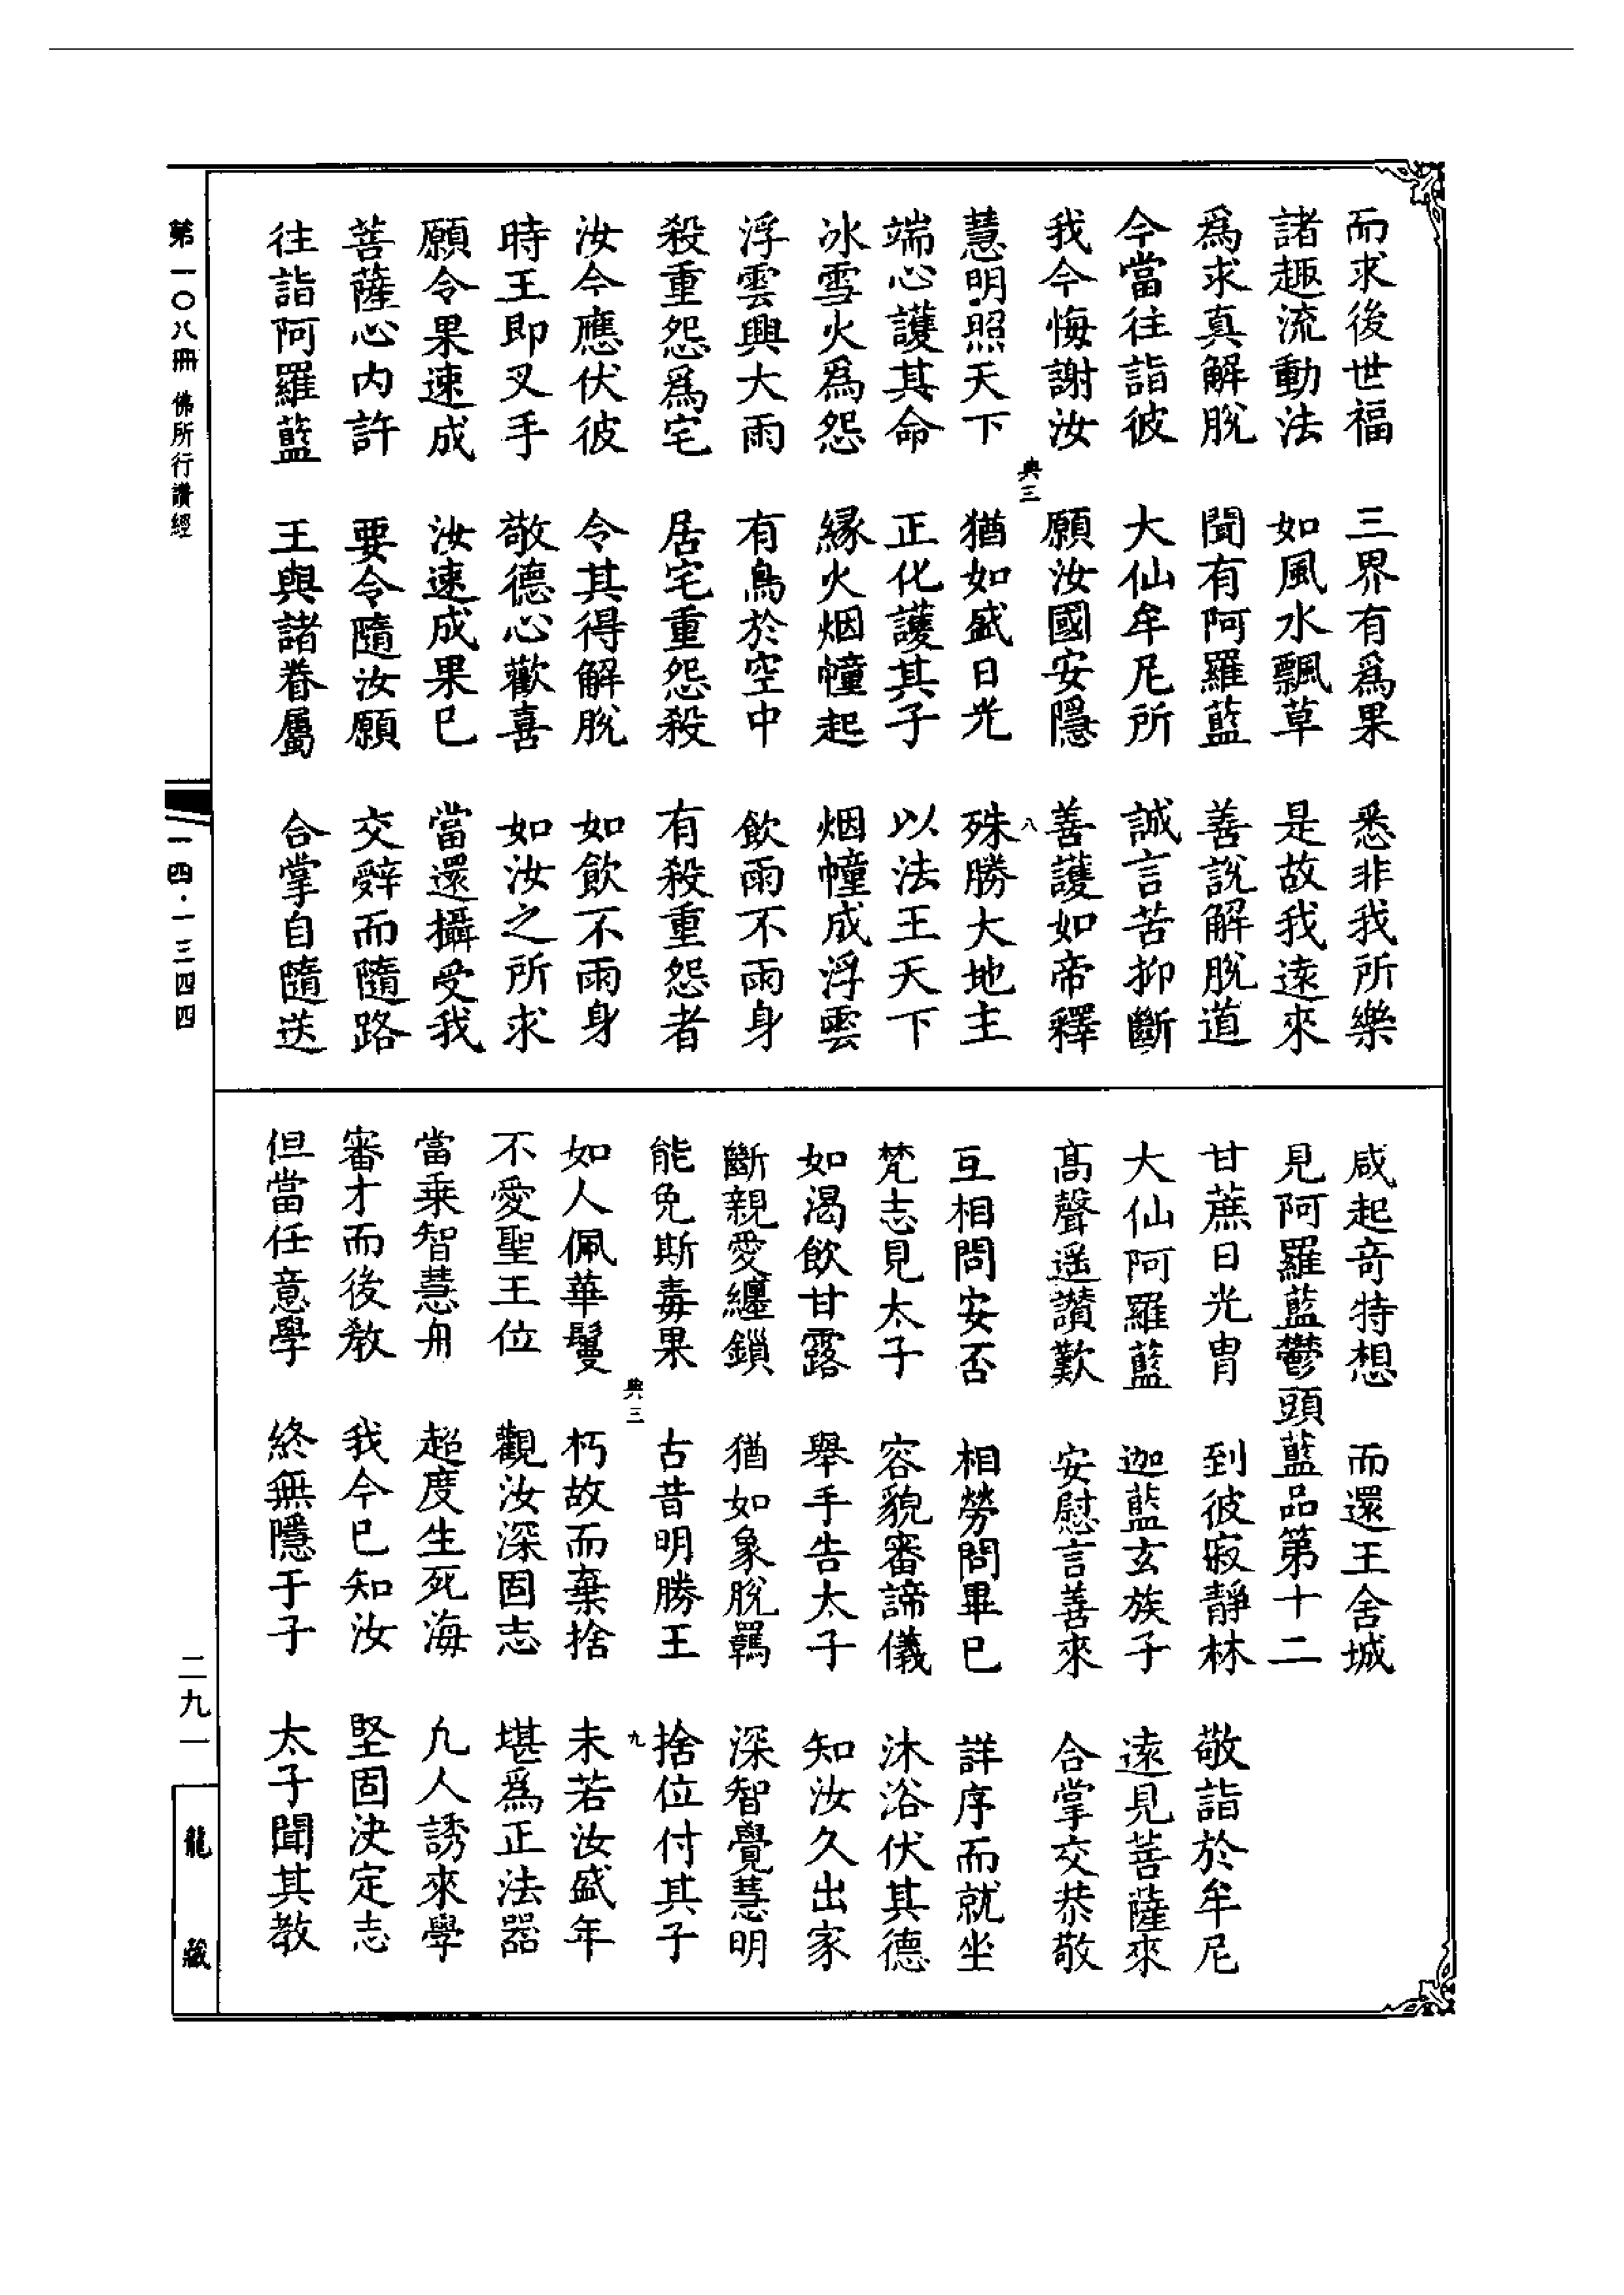 而求後世福　三界有爲果　悉非我所樂
諸趣流動法　如風水飄草　是故我遠來
爲求真解脫　聞有阿羅藍　善說解脫道
今當往詣彼　大仙牟尼所　誠言苦抑斷
我今悔謝汝　願汝國安隱　善護如帝釋
典三　八
慧明照天下　猶如盛日光　殊勝大地主
端心護其命　正化護其子　以法王天下
冰雪火爲怨　緣火烟幢起　烟幢成浮雲
浮雲興大雨　有鳥於空中　飲雨不雨身
殺重怨爲宅　居宅重怨殺　有殺重怨者
汝今應伏彼　令其得解脫　如飲不雨身
時王即叉手　敬德心歡喜　如汝之所求
願令果速成　汝速成果已　當還攝受我
菩薩心內許　要令隨汝願　交辭而隨路
往詣阿羅藍　王與諸眷屬　合掌自隨送
咸起奇特想　而還王舍城
見阿羅藍鬱頭藍品第十二
甘蔗日光冑　到彼寂靜林　敬詣於牟尼
大仙阿羅藍　迦藍玄族子　遠見菩薩來
高聲遥讚歎　安慰言善來　合掌交恭敬
互相問安否　相勞問畢已　詳序而就坐
梵志見太子　容貌審諦儀　沐浴伏其德
如渴飲甘露　舉手告太子　知汝久出家
斷親愛纏鎖　猶如象脫羈　深智覺慧明
能免斯毒果　古昔明勝王　捨位付其子
典三　九
如人佩華鬘　朽故而棄捨　未若汝盛年
不愛聖王位　觀汝深固志　堪爲正法器
當乘智慧舟　超度生死海　凡人誘來學
審才而後教　我今已知汝　堅固決定志
但當任意學　終無隱于子　太子聞其教
第一〇八冊　佛所行讚經
一四·一三四四
二九一
龍藏